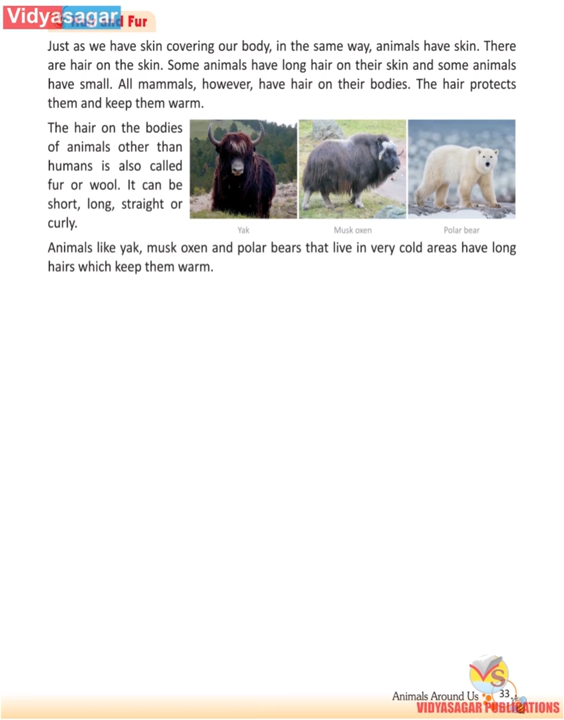 Vidyasagar
and Fur
Just as we have skin covering our body, in the same way, animals have skin. There
are hair on the skin. Some animals have long hair on their skin and some animals
have small. All mammals, however, have hair on their bodies. The hair protects
them and keep them warm.
The hair on the bodies
of animals other than
humans is also called
fur or wool. It can be
short, long, straight or
curly.
Yak
Musk oxen
Polar bear
Animals like yak, musk oxen and polar bears that live in very cold areas have long
hairs which keep them warm.
VS
Animals Around Us
33
VIDYASAGAR PUBLICATIONS